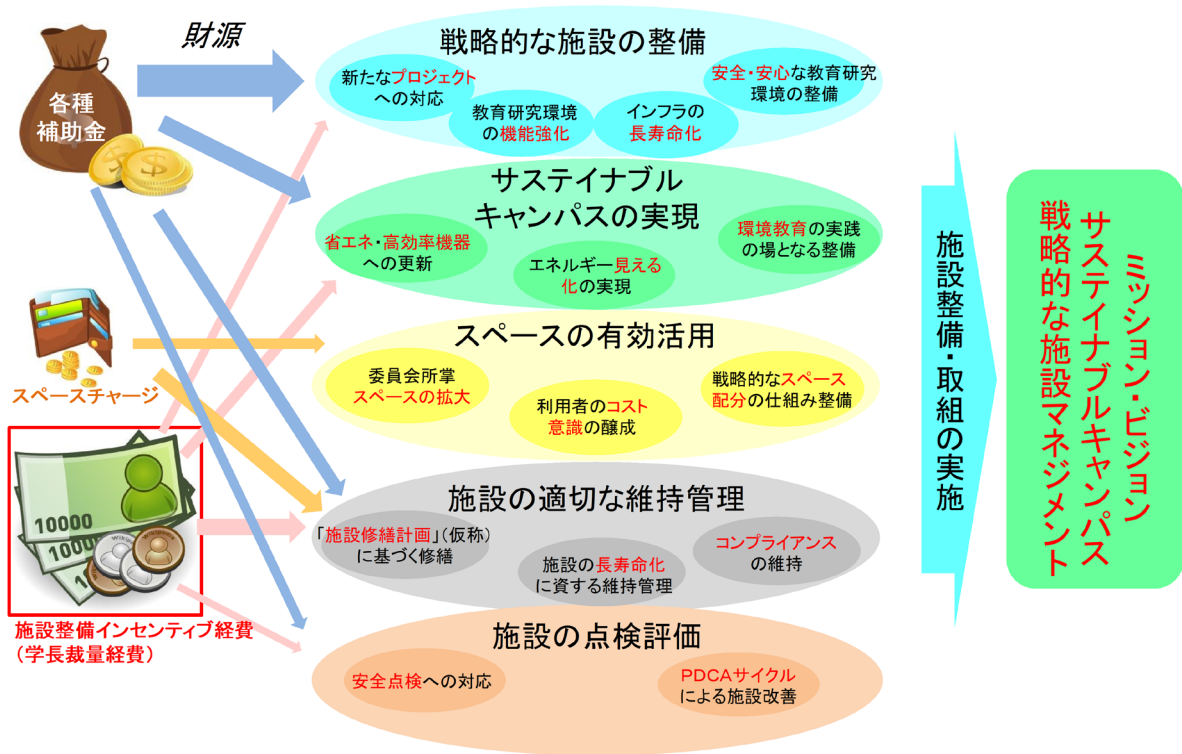 財源
各種
補助金
スペースチャージ
10000
1000
1
施設整備インセンティブ経費
（学長裁量経費）
戦略的な施設の整備
新たなプロジェクト
への対応
教育研究環境
の機能強化
インフラの
長寿命化
安全・安心な教育研究
環境の整備
サステイナブル
キャンパスの実現
省エネ・高効率機器
への更新
エネルギー見える
化の実現
環境教育の実践
の場となる整備
スペースの有効活用
委員会所掌
スペースの拡大
利用者のコスト
意識の醸成
戦略的なスペース
配分の仕組み整備
施設の適切な維持管理
「施設修繕計画」（仮称）
に基づく修繕
施設の長寿命化
に資する維持管理
コンプライアンス
の維持
施設の点検評価
安全点検への対応
PDCAサイクル
による施設改善
施設整備・取組の実施
ミッション・ビジョン
サステイナブルキャンパス
戦略的な施設マネジメント